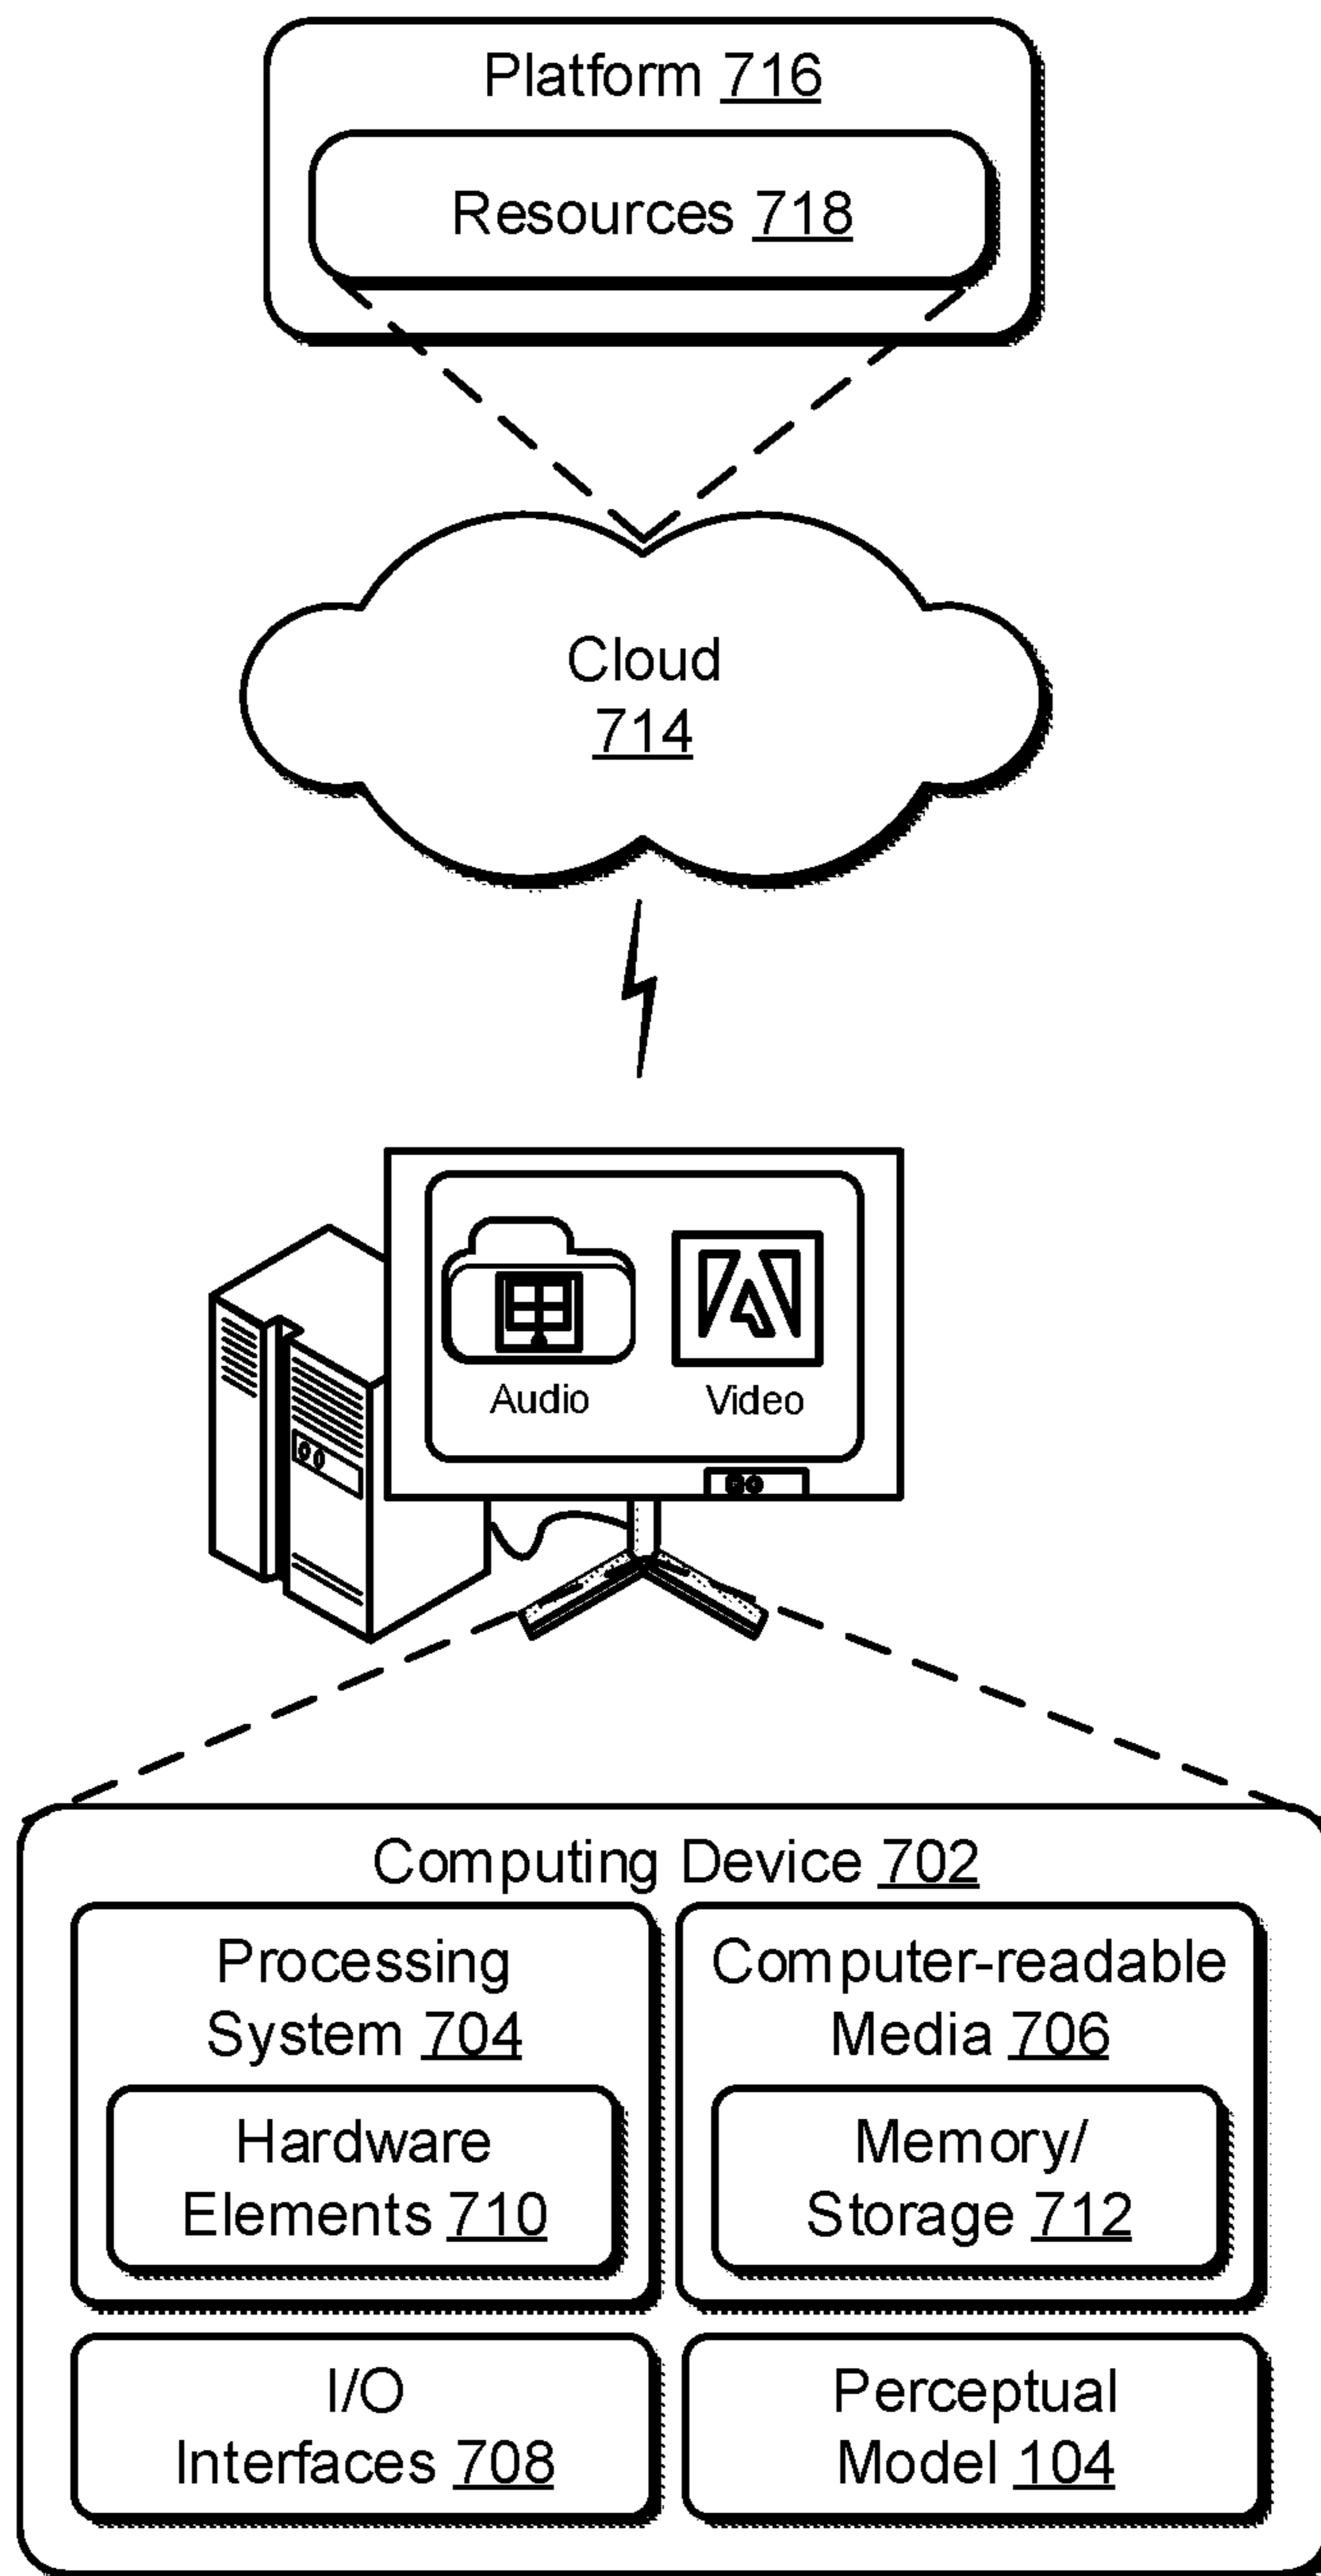 Platform 716
Resources 718
Cloud
714
Audio
Video
Computing Device 702
Processing
System 704
Hardware
Elements 710
Computer-readable
Media 706
Memory/
Storage 712
I/O
Interfaces 708
Perceptual
Model 104